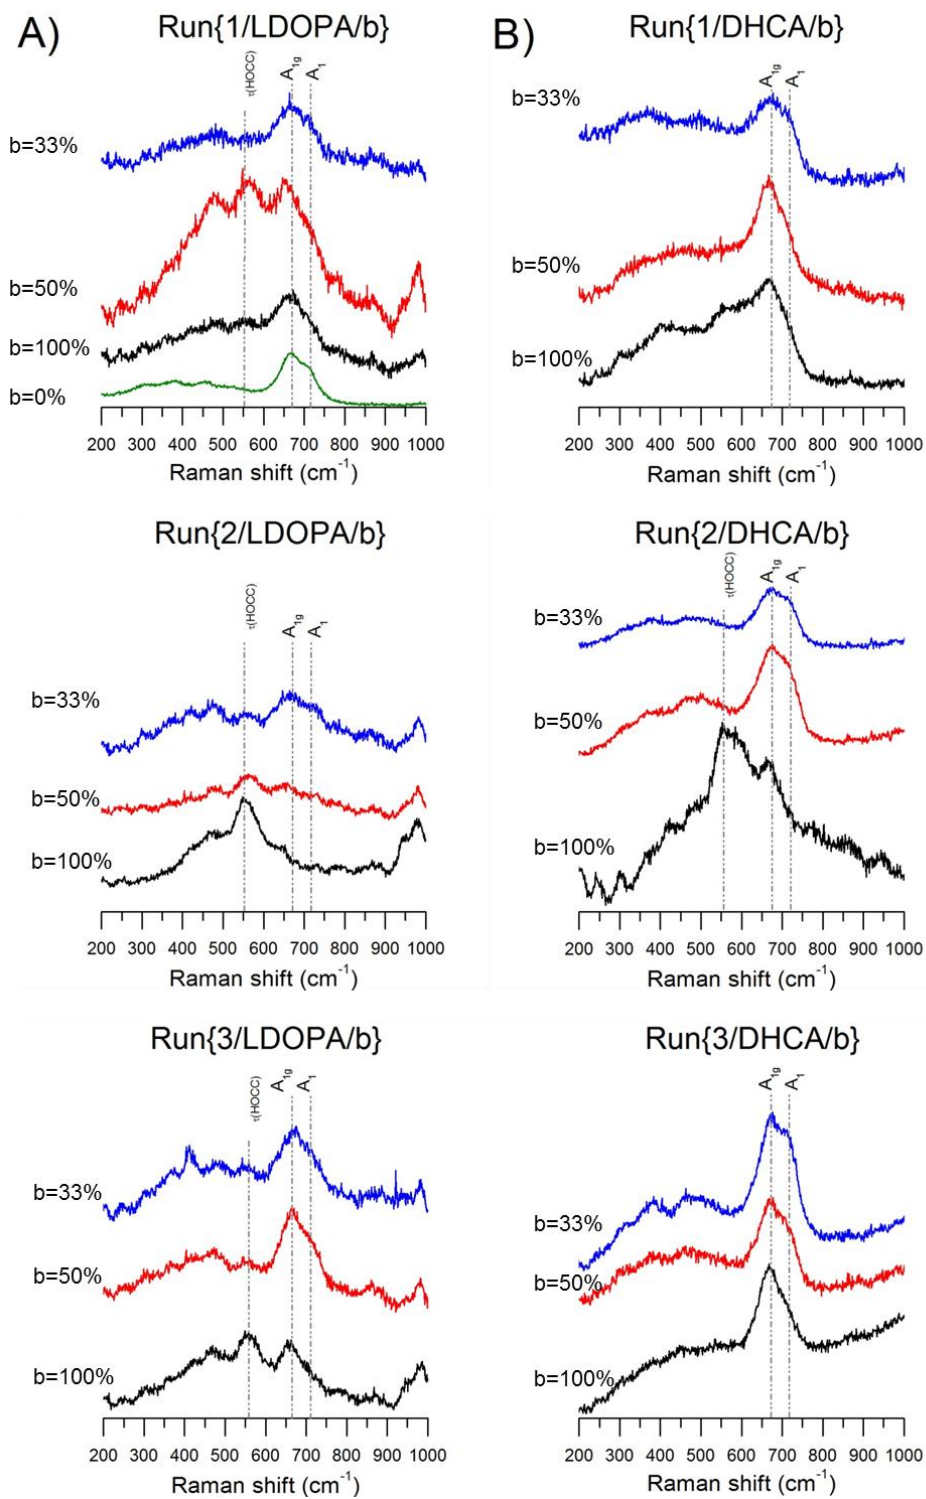 A)
Run{1/LDOPA/b}
τ(HOCC)
A1g
A1
b=33%
b=50%
b=100%
b=0%
200 300 400 500 600 700 800 900 1000
Raman shift (cm-1)
B)
Run{1/DHCA/b}
A1g
A1
b=33%
b=50%
b=100%
200 300 400 500 600 700 800 900 1000
Raman shift (cm-1)
Run{2/LDOPA/b}
τ(HOCC)
A1g
A1
b=33%
b=50%
b=100%
200 300 400 500 600 700 800 900 1000
Raman shift (cm-1)
Run{2/DHCA/b}
τ(HOCC)
A1g
A1
b=33%
b=50%
b=100%
200 300 400 500 600 700 800 900 1000
Raman shift (cm-1)
Run{3/LDOPA/b}
τ(HOCC)
A1g
A1
b=33%
b=50%
b=100%
200 300 400 500 600 700 800 900 1000
Raman shift (cm-1)
Run{3/DHCA/b}
A1g
A1
b=33%
b=50%
b=100%
200 300 400 500 600 700 800 900 1000
Raman shift (cm-1)